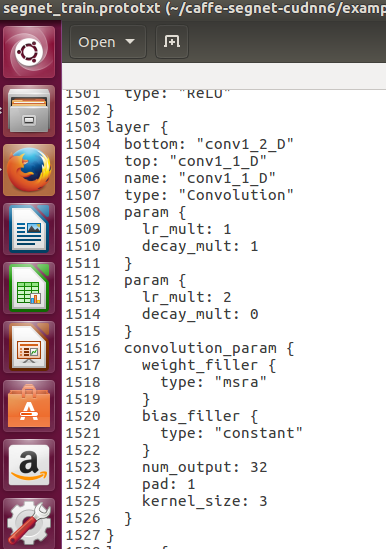 segnet_train.prototxt (~/caffe-segnet-cudnn6/examp
Open
1501   type: "ReLU"
1502 }
1503 layer {
1504   bottom: "conv1_2_D"
1505   top: "conv1_1_D"
1506   name: "conv1_1_D"
1507   type: "Convolution"
1508   param {
1509     lr_mult: 1
1510     decay_mult: 1
1511   }
1512   param {
1513     lr_mult: 2
1514     decay_mult: 0
1515   }
1516   convolution_param {
1517     weight_filler {
1518       type: "msra"
1519     }
1520     bias_filler {
1521       type: "constant"
1522     }
1523     num_output: 32
1524     pad: 1
1525     kernel_size: 3
1526   }
1527 }